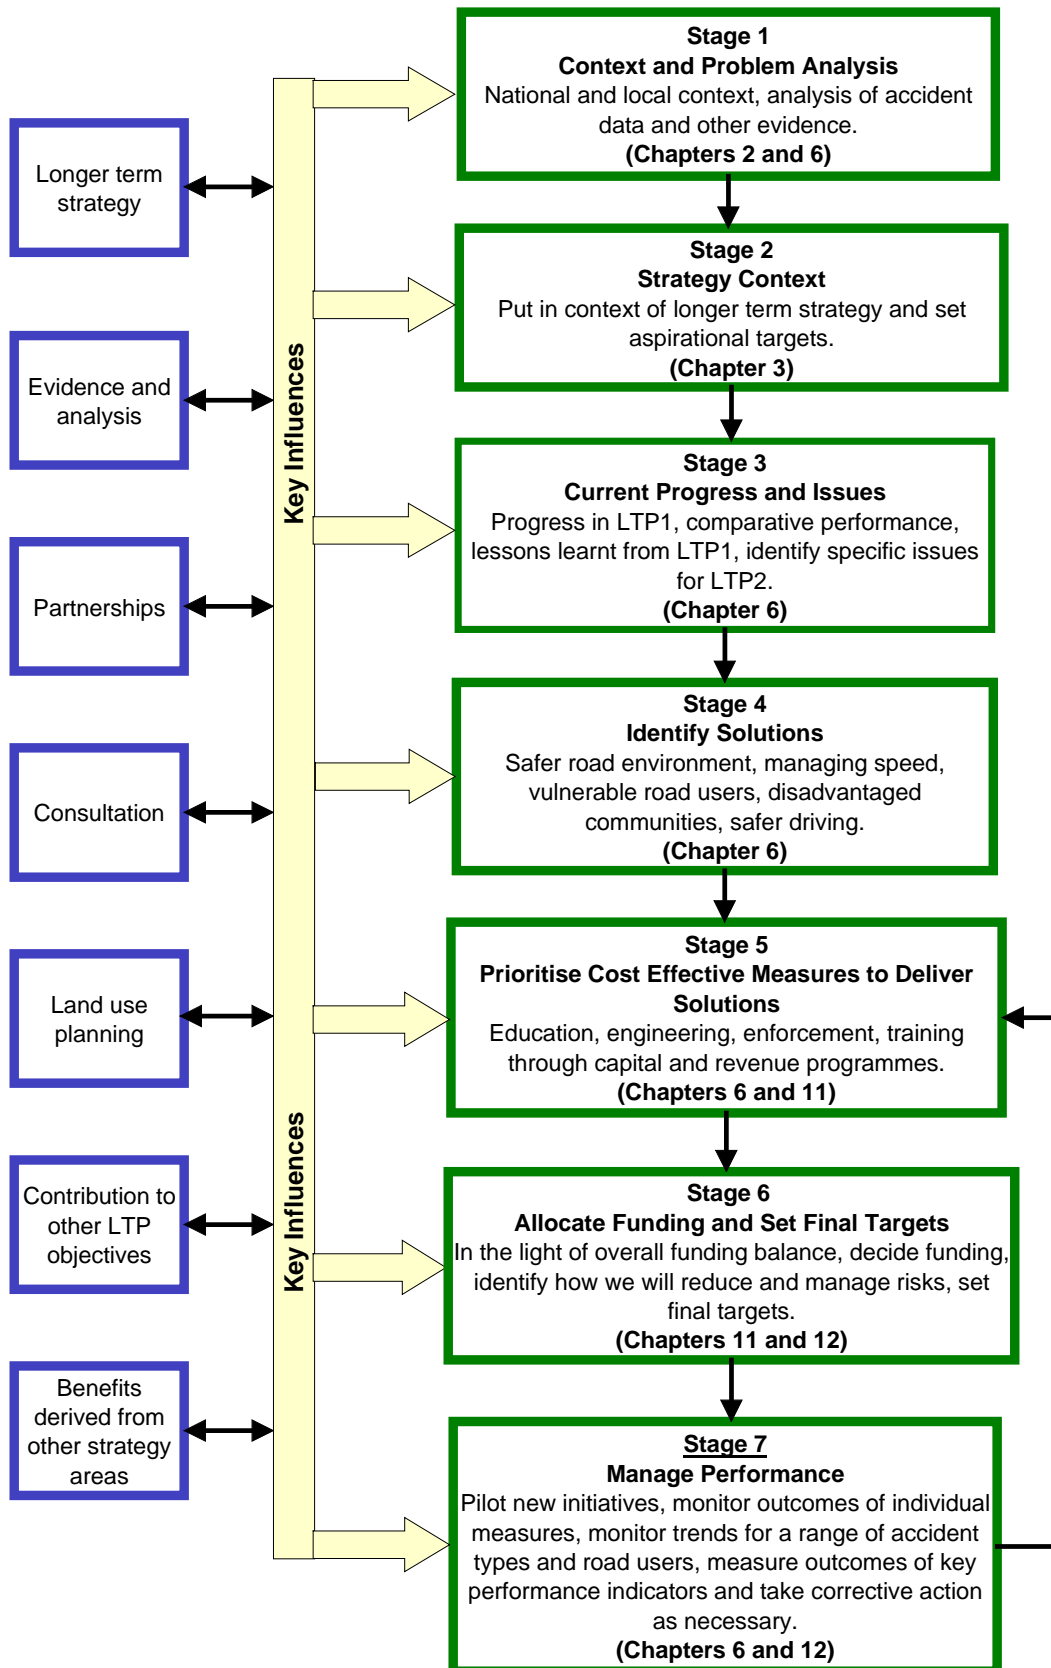 Stage 1
Context and Problem Analysis
National and local context, analysis of accident
data and other evidence.
(Chapters 2 and 6)
Longer term
strategy
Stage 2
Strategy Context
Put in context of longer term strategy and set
aspirational targets.
(Chapter 3)
Evidence and
analysis
Key Influences
Stage 3
Current Progress and Issues
Progress in LTP1, comparative performance,
lessons learnt from LTP1, identify specific issues
for LTP2.
(Chapter 6)
Partnerships
Stage 4
Identify Solutions
Safer road environment, managing speed,
vulnerable road users, disadvantaged
communities, safer driving.
(Chapter 6)
Consultation
Stage 5
Prioritise Cost Effective Measures to Deliver
Solutions
Education, engineering, enforcement, training
through capital and revenue programmes.
(Chapters 6 and 11)
Land use
planning
Key Influences
Stage 6
Allocate Funding and Set Final Targets
In the light of overall funding balance, decide funding,
identify how we will reduce and manage risks, set
final targets.
(Chapters 11 and 12)
Contribution to
other LTP
objectives
Benefits
derived from
other strategy
areas
Stage 7
Manage Performance
Pilot new initiatives, monitor outcomes of individual
measures, monitor trends for a range of accident
types and road users, measure outcomes of key
performance indicators and take corrective action
as necessary.
(Chapters 6 and 12)